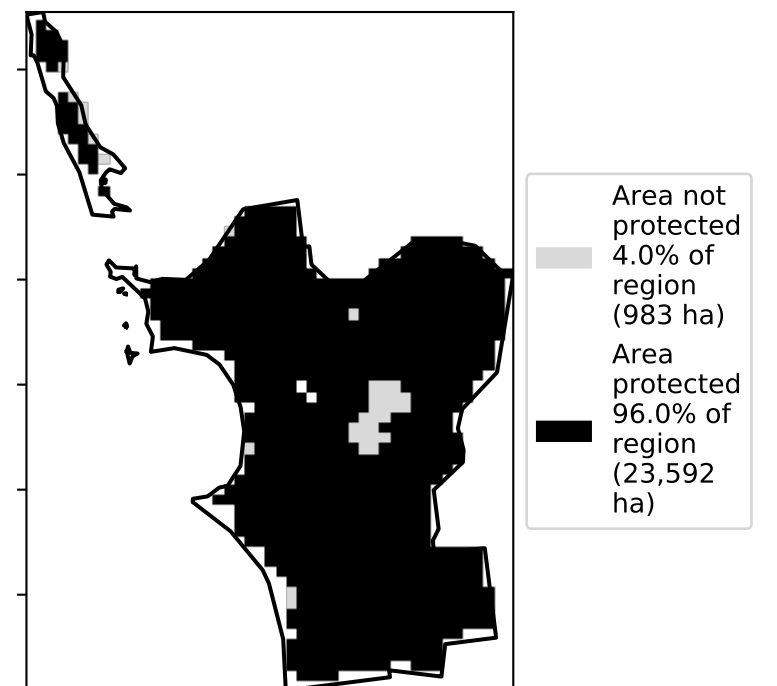 Area not
protected
4.0% of
region
(983 ha)
Area
protected
96.0% of
region
(23,592
ha)